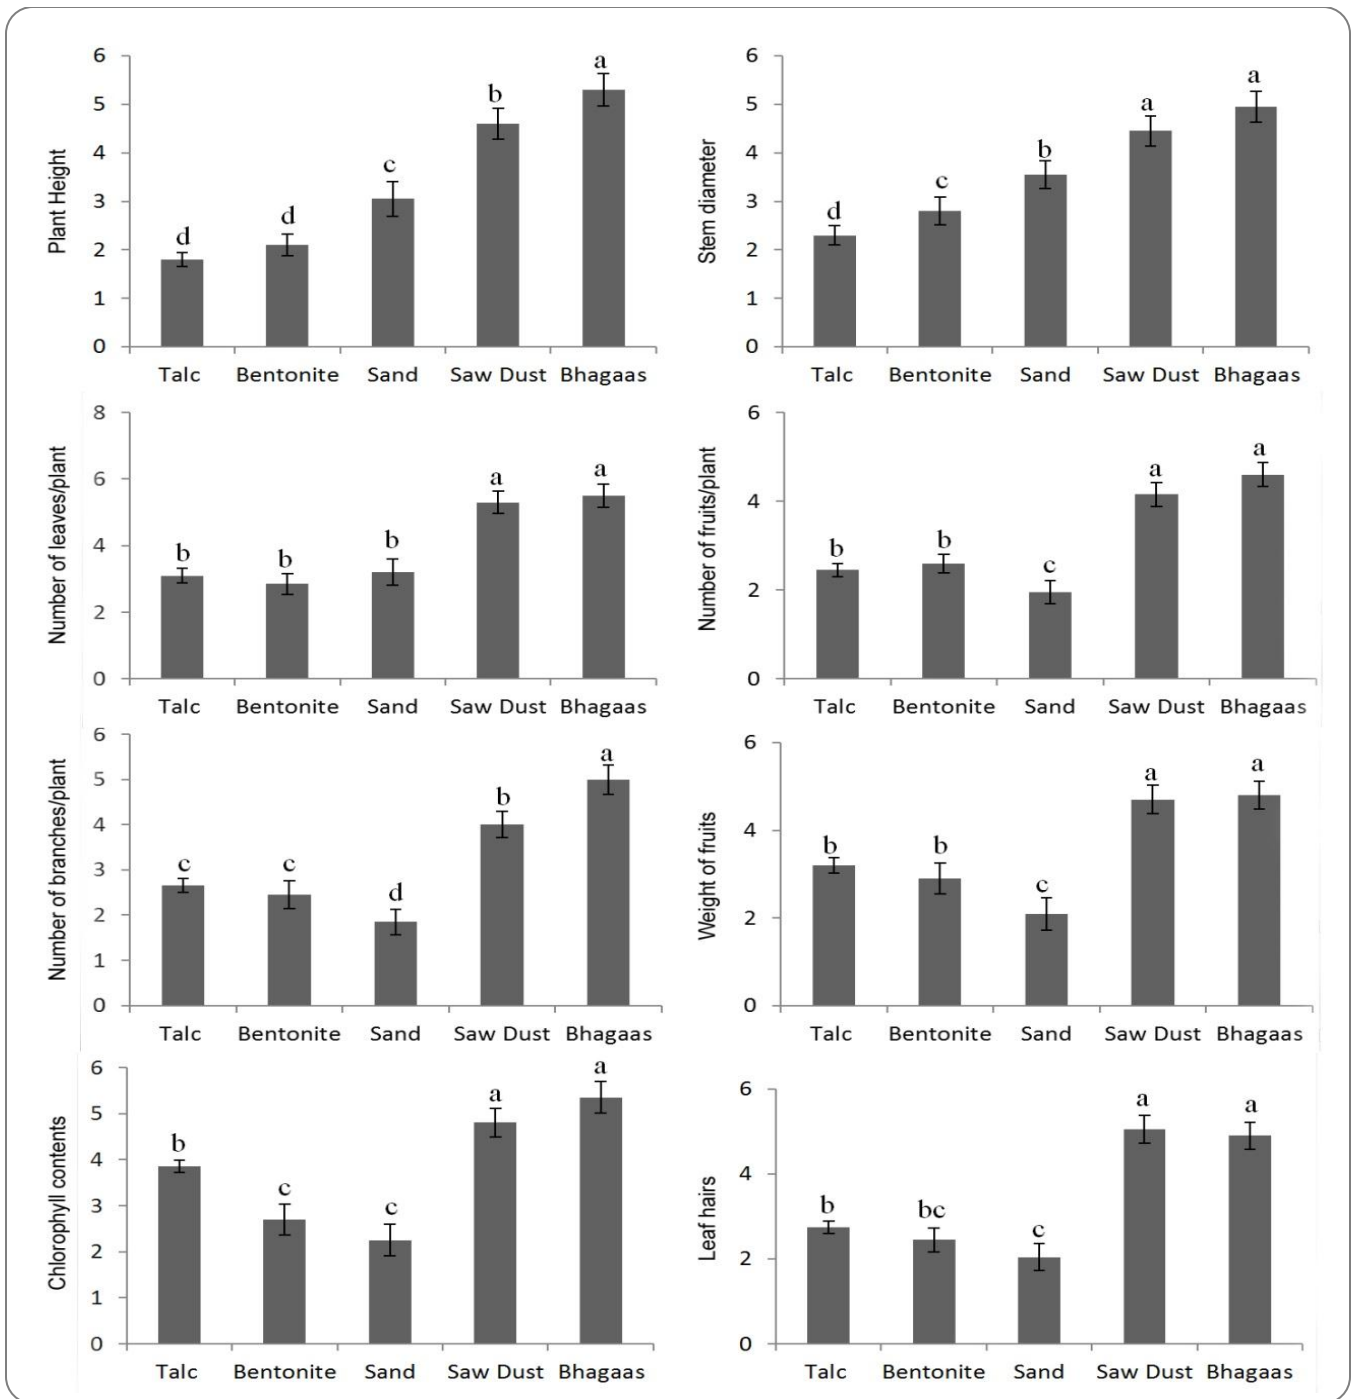 Plant Height
6
5
4
3
2
1
0
d
d
c
b
a
Talc Bentonite Sand Saw Dust Bhagaas
Stem diameter
6
5
4
3
2
1
0
d
c
b
a
a
Talc Bentonite Sand Saw Dust Bhagaas
Number of leaves/plant
8
6
4
2
0
b
b
b
a
a
Talc Bentonite Sand Saw Dust Bhagaas
Number of fruits/plant
6
4
2
0
b
b
c
a
a
Talc Bentonite Sand Saw Dust Bhagaas
Number of branches/plant
6
5
4
3
2
1
0
c
c
d
b
a
Talc Bentonite Sand Saw Dust Bhagaas
Weight of fruits
6
4
2
0
b
b
c
a
a
Talc Bentonite Sand Saw Dust Bhagaas
Chlorophyll contents
6
5
4
3
2
1
0
b
c
c
a
a
Talc Bentonite Sand Saw Dust Bhagaas
Leaf hairs
6
4
2
0
b
bc
c
a
a
Talc Bentonite Sand Saw Dust Bhagaas